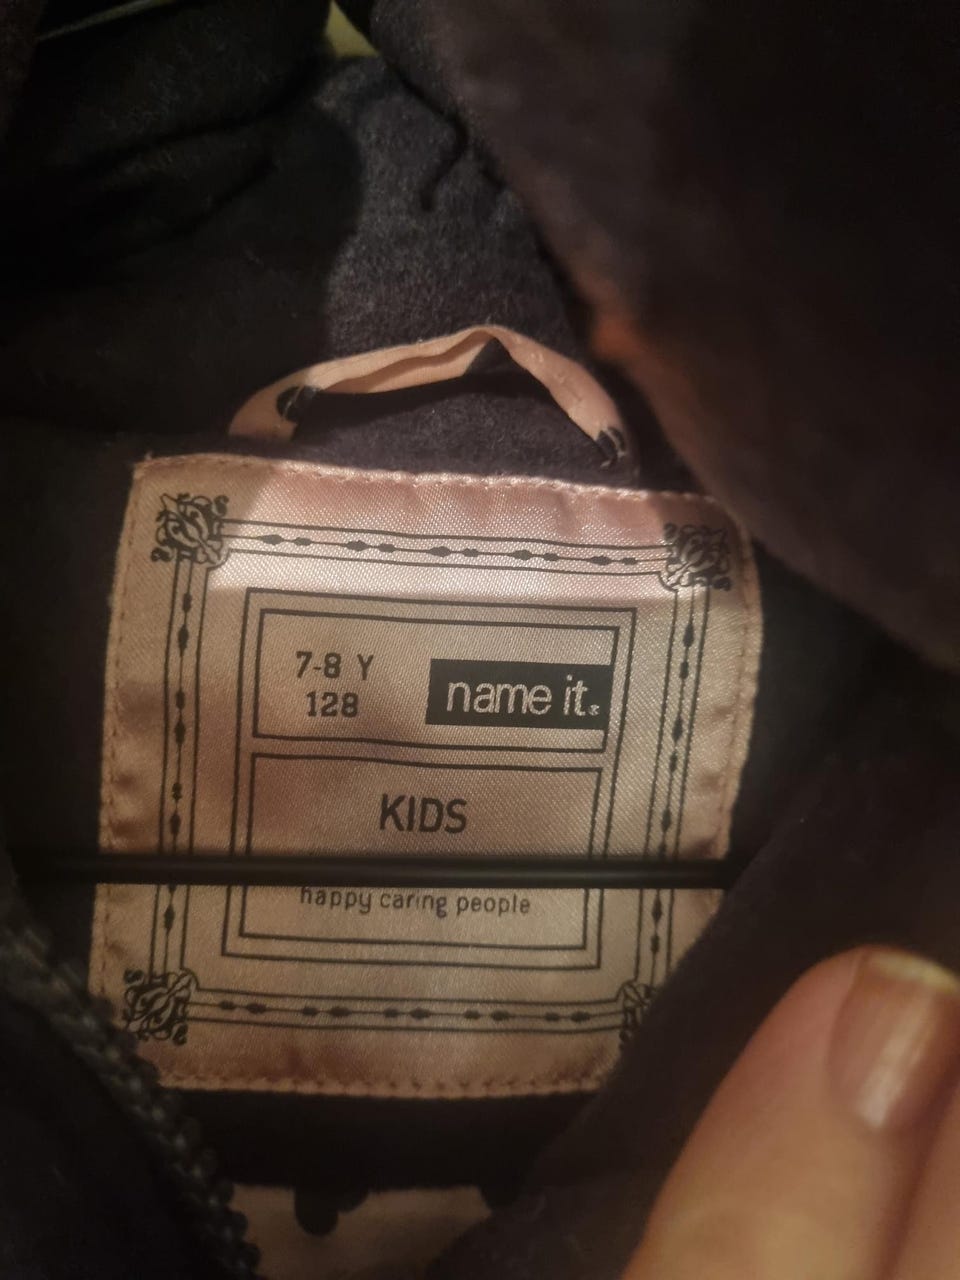 7-8 Y
128
name it.
KIDS
happy caring people